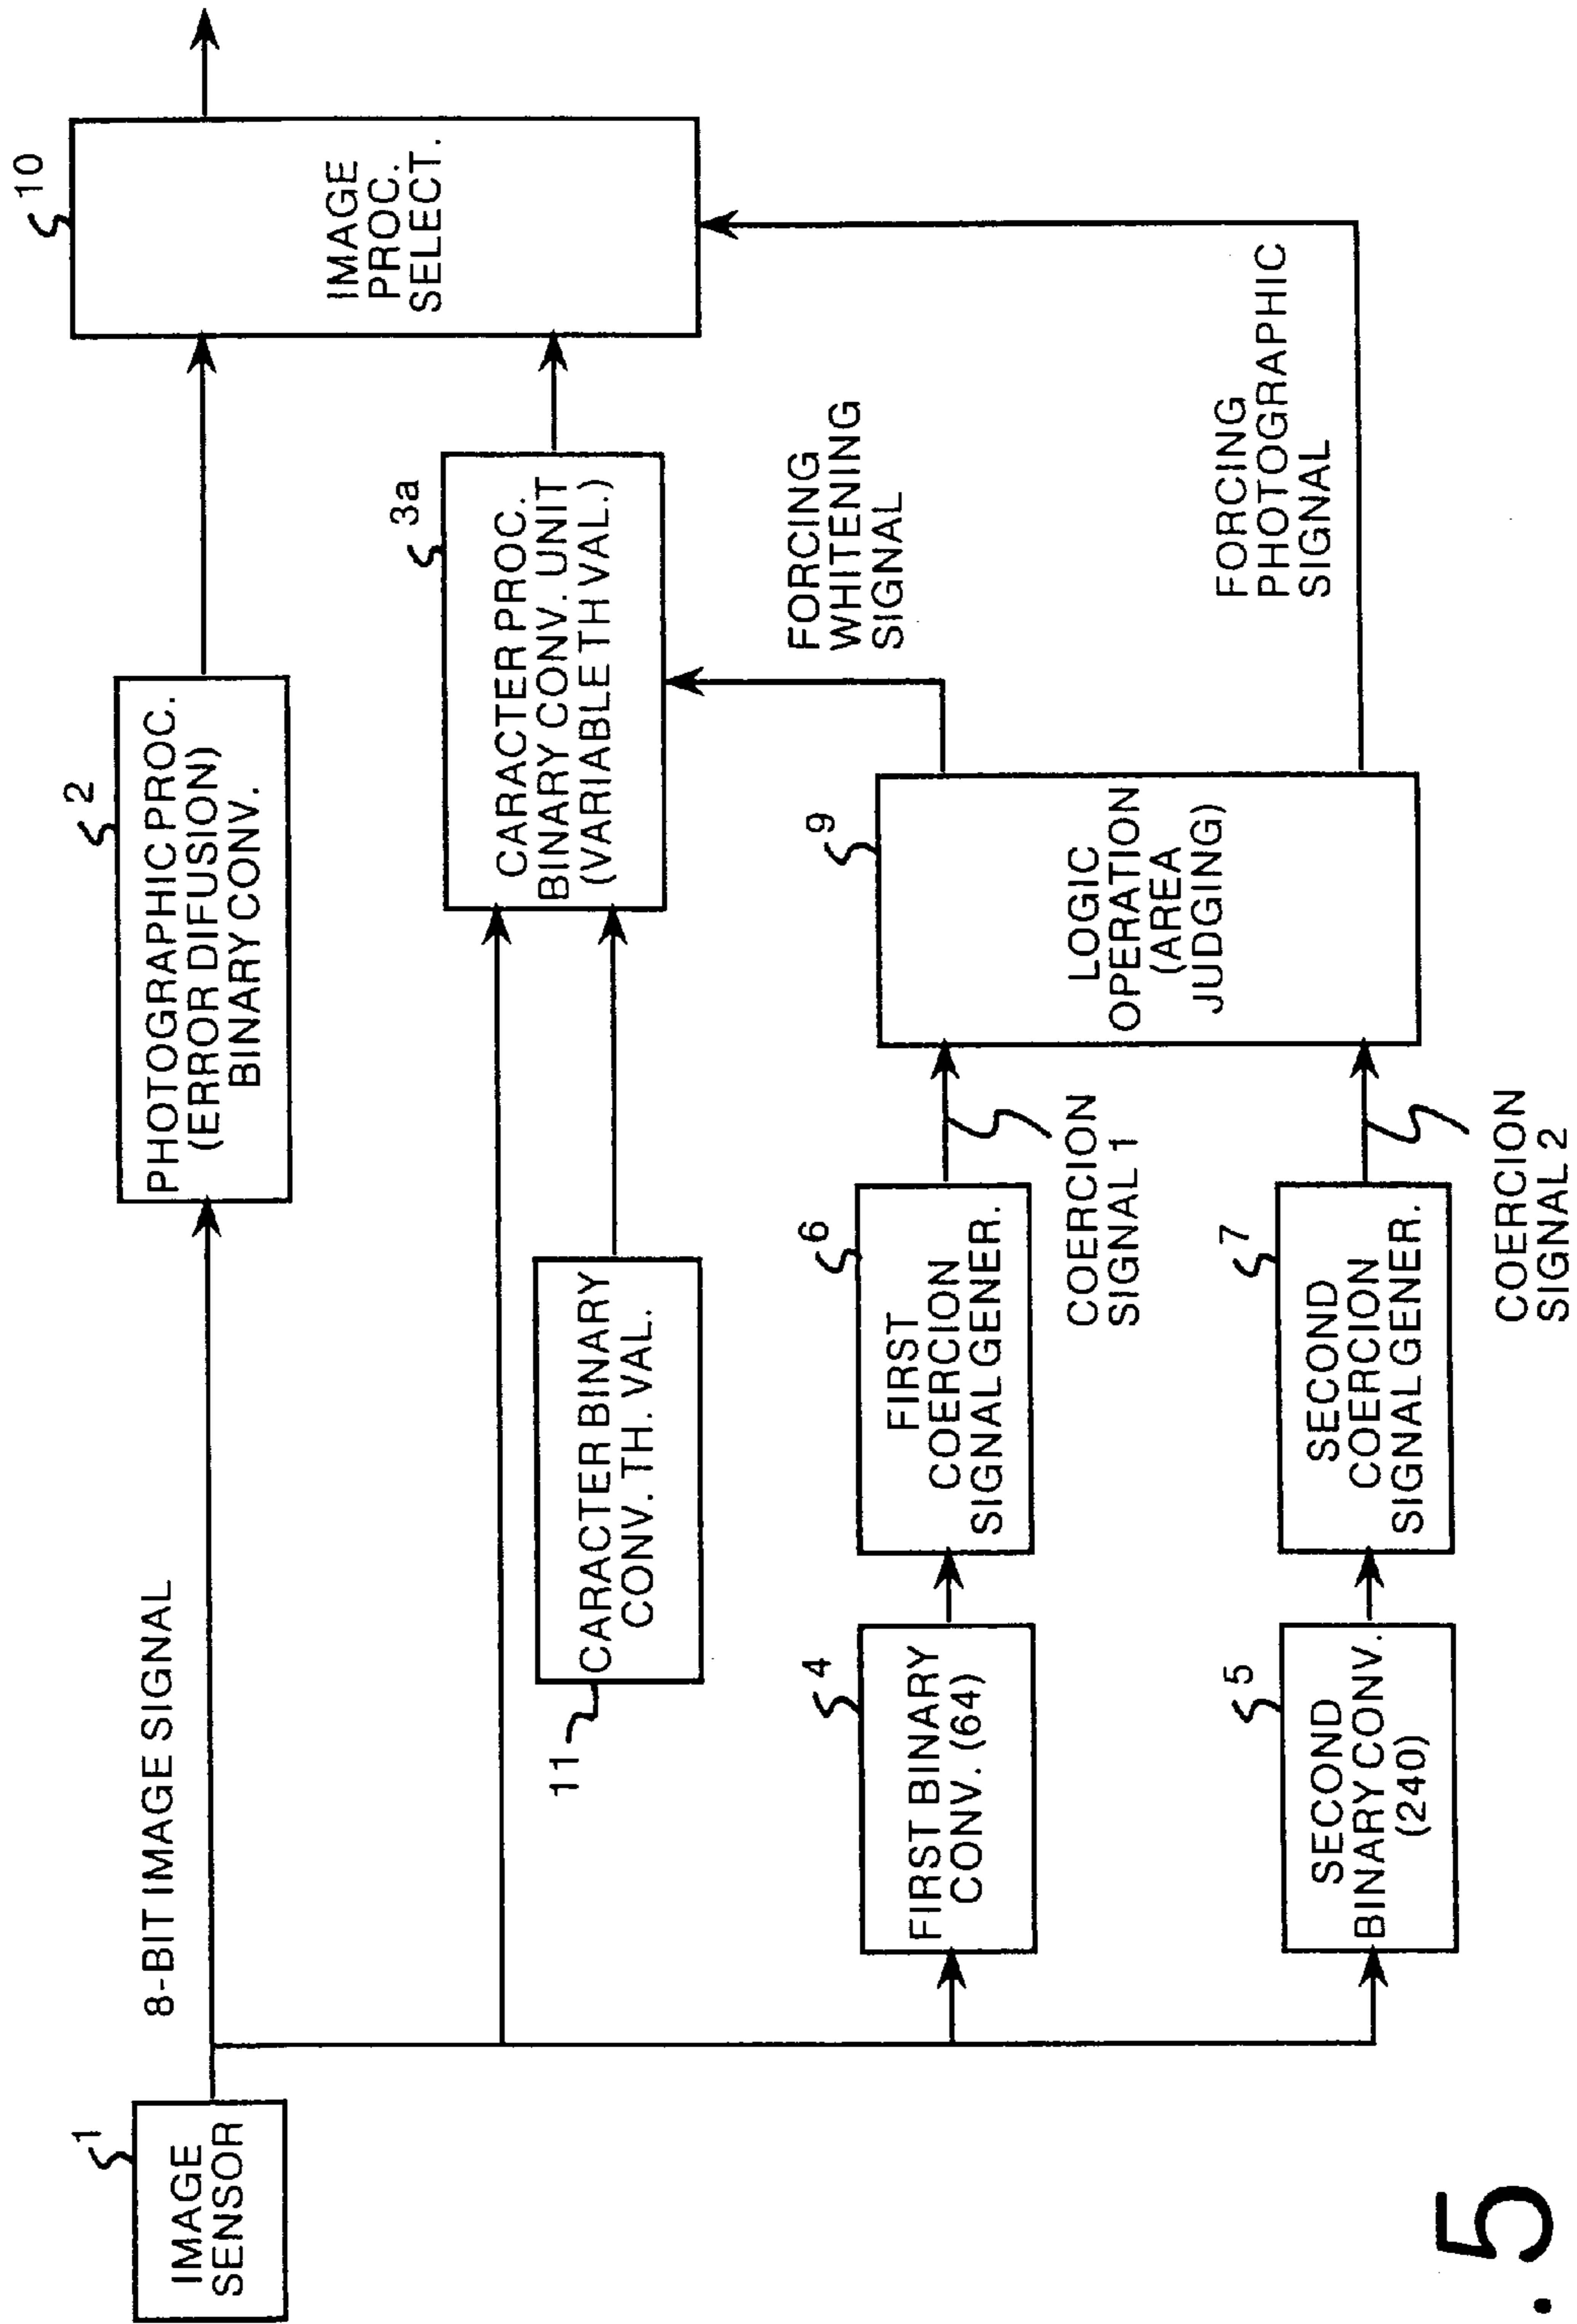 1
IMAGE
SENSOR
8-BIT IMAGE SIGNAL
2
PHOTOGRAPHIC PROC.
(ERROR DIFUSION)
BINARY CONV.
10
IMAGE
PROC.
SELECT.
3a
CARACTER PROC.
BINARY CONV. UNIT
(VARIABLE TH VAL.)
11
CARACTER BINARY
CONV. TH. VAL.
FORCING
WHITENING
SIGNAL
4
FIRST BINARY
CONV. (64)
6
FIRST
COERCION
SIGNAL GENER.
COERCION
SIGNAL 1
9
LOGIC
OPERATION
(AREA
JUDGING)
FORCING
PHOTOGRAPHIC
SIGNAL
5
SECOND
BINARY CONV.
(240)
7
SECOND
COERCION
SIGNAL GENER.
COERCION
SIGNAL 2
. 5